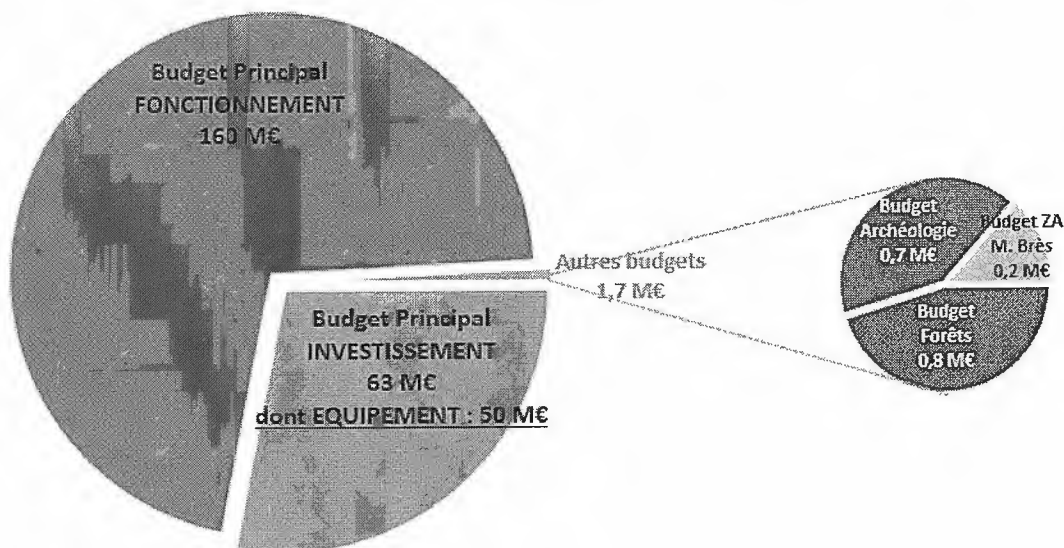 Budget Principal
FONCTIONNEMENT
160 M€
Autres budgets
1,7 M€
Budget Principal
INVESTISSEMENT
63 M€
dont EQUIPEMENT : 50 M€
Budget
Archéologie
0,7 M€
Budget ZA
M. Brès
0,2 M€
Budget
Forêts
0,8 M€